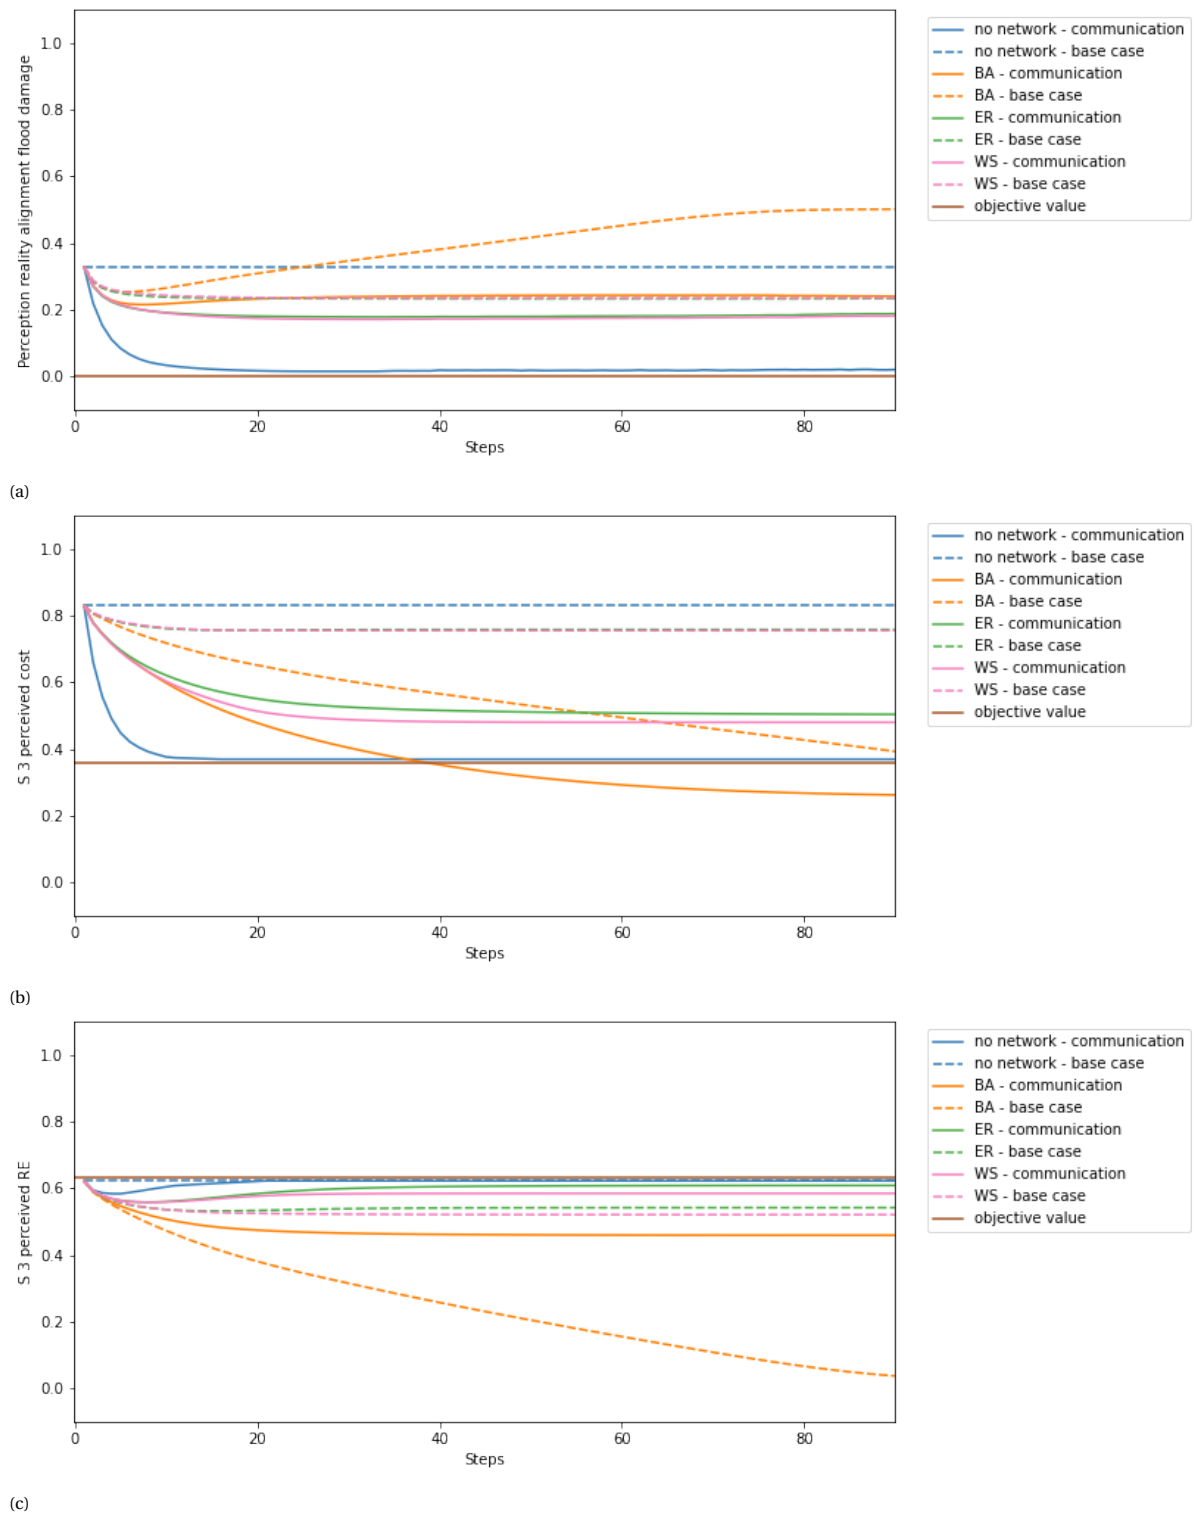 1.0
0.8
0.6
0.4
0.2
0.0
Perception reality alignment flood damage
0 20 40 60 80
Steps
no network - communication
no network - base case
BA - communication
BA - base case
ER - communication
ER - base case
WS - communication
WS - base case
objective value
(a)
1.0
0.8
0.6
0.4
0.2
0.0
S 3 perceived cost
0 20 40 60 80
Steps
no network - communication
no network - base case
BA - communication
BA - base case
ER - communication
ER - base case
WS - communication
WS - base case
objective value
(b)
1.0
0.8
0.6
0.4
0.2
0.0
S 3 perceived RE
0 20 40 60 80
Steps
no network - communication
no network - base case
BA - communication
BA - base case
ER - communication
ER - base case
WS - communication
WS - base case
objective value
(c)